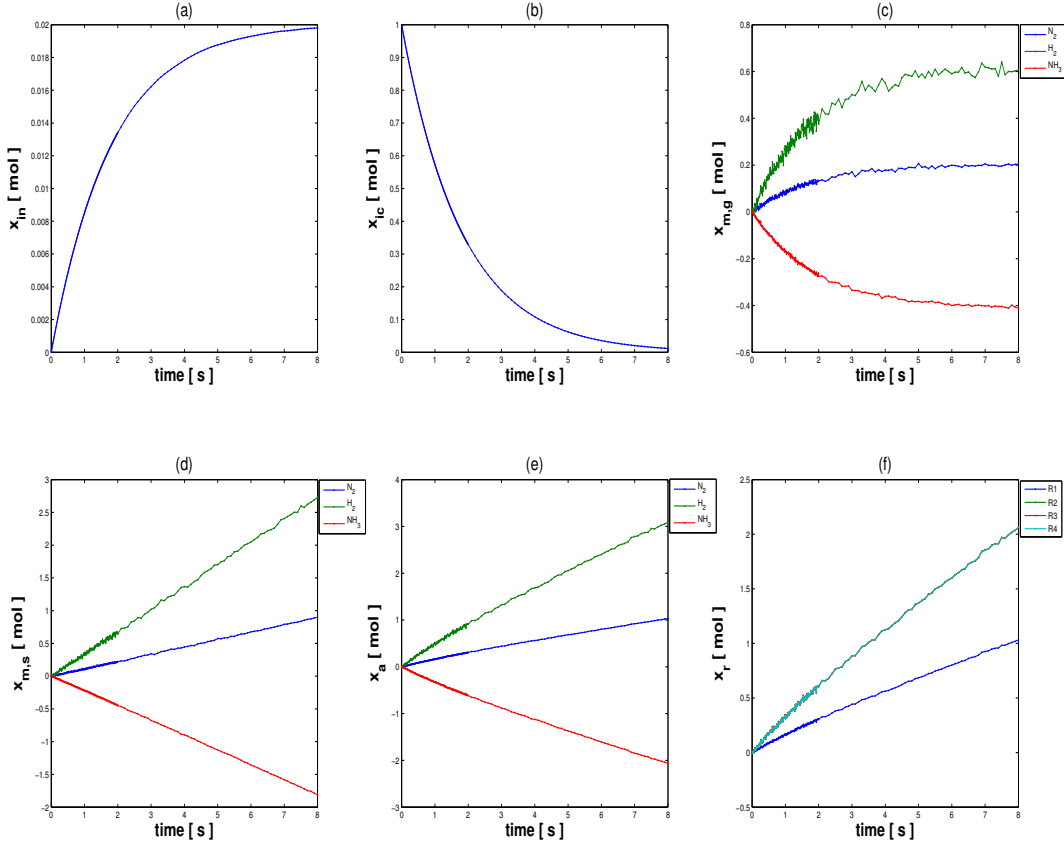 (a)
0.02
0.018
0.016
0.014
0.012
0.01
0.008
0.006
0.004
0.002
0
0 1 2 3 4 5 6 7 8
x_in [ mol ]
time [ s ]
(b)
1
0.9
0.8
0.7
0.6
0.5
0.4
0.3
0.2
0.1
0
0 1 2 3 4 5 6 7 8
x_ic [ mol ]
time [ s ]
(c)
N2
H2
NH3
0.8
0.6
0.4
0.2
0
−0.2
−0.4
−0.6
0 1 2 3 4 5 6 7 8
x_m,g [ mol ]
time [ s ]
(d)
N2
H2
NH3
3
2.5
2
1.5
1
0.5
0
−0.5
−1
−1.5
−2
0 1 2 3 4 5 6 7 8
x_m,s [ mol ]
time [ s ]
(e)
N2
H2
NH3
4
3
2
1
0
−1
−2
−3
0 1 2 3 4 5 6 7 8
x_a [ mol ]
time [ s ]
(f)
R1
R2
R3
R4
2.5
2
1.5
1
0.5
0
−0.5
0 1 2 3 4 5 6 7 8
x_r [ mol ]
time [ s ]